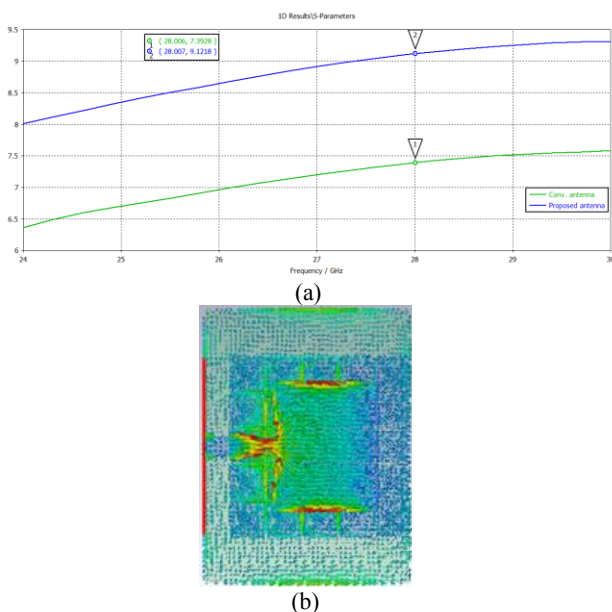 1D Results\S-Parameters
9.5
9
8.5
8
7.5
7
6.5
6
1 ( 28.006, 7.3928 )
2 ( 28.007, 9.1218 )
2
1
Conv. antenna
Proposed antenna
24
25
26
27
28
29
30
Frequency / GHz
(a)
(b)